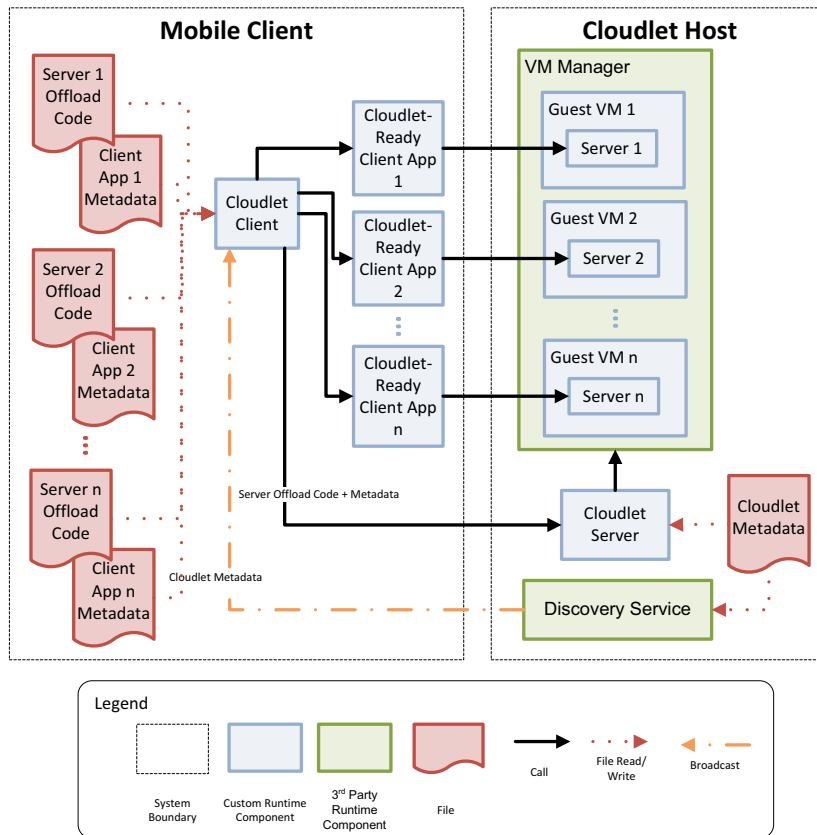 Mobile Client
Cloudlet Host
Server 1
Offload
Code
Client
App 1
Metadata
Server 2
Offload
Code
Client
App 2
Metadata
Server n
Offload
Code
Client
App n
Metadata
Cloudlet
Client
Cloudlet-
Ready
Client App
1
Cloudlet-
Ready
Client App
2
Cloudlet-
Ready
Client App
n
Server Offload Code + Metadata
Cloudlet Metadata
VM Manager
Guest VM 1
Server 1
Guest VM 2
Server 2
Guest VM n
Server n
Cloudlet
Server
Cloudlet
Metadata
Discovery Service
Legend
System
Boundary
Custom Runtime
Component
3rd Party
Runtime
Component
File
Call
File Read/
Write
Broadcast